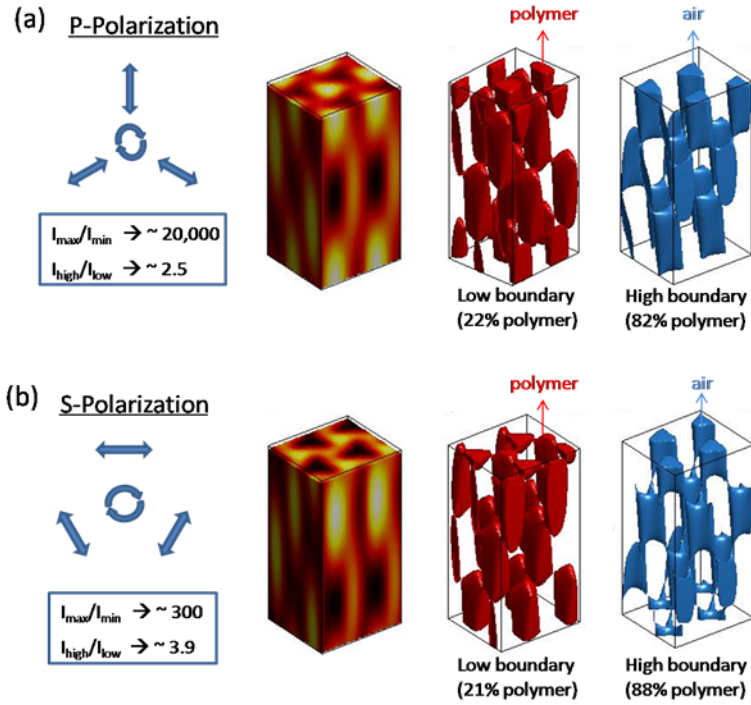 (a)
P-Polarization
polymer
air
Imax/Imin → ~ 20,000
Ihigh/Ilow → ~ 2.5
Low boundary
(22% polymer)
High boundary
(82% polymer)
(b)
S-Polarization
polymer
air
Imax/Imin → ~ 300
Ihigh/Ilow → ~ 3.9
Low boundary
(21% polymer)
High boundary
(88% polymer)